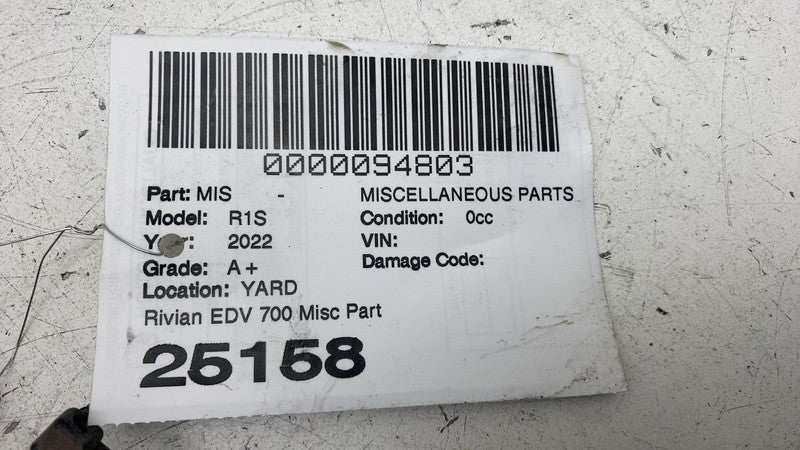 0000094803
Part: MIS - MISCELLANEOUS PARTS
Model: R1S Condition: 0cc
2022 VIN:
Grade: A+ Damage Code:
Location: YARD
Rivian EDV 700 Misc Part
25158